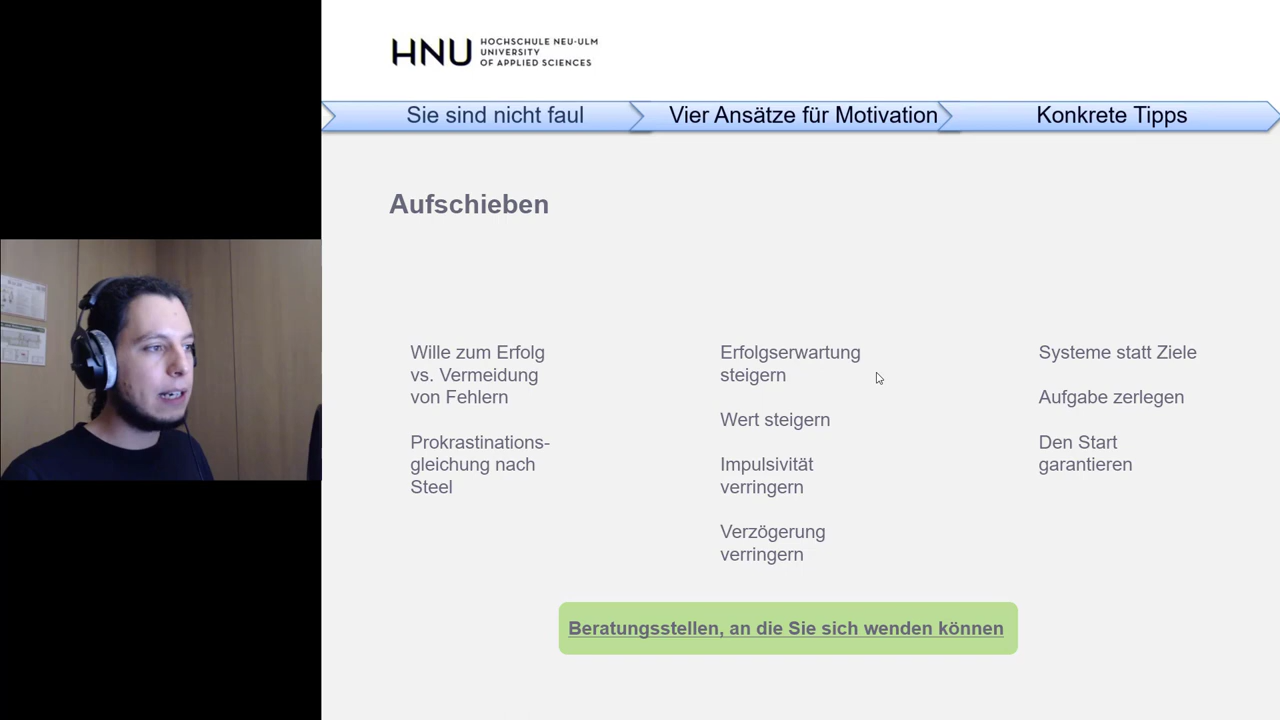 HNU
HOCHSCHULE NEU-ULM
UNIVERSITY
OF APPLIED SCIENCES
Sie sind nicht faul
Vier Ansätze für Motivation
Konkrete Tipps
Aufschieben
Wille zum Erfolg
vs. Vermeidung
von Fehlern
Prokrastinations-
gleichung nach
Steel
Erfolgserwartung
steigern
Wert steigern
Impulsivität
verringern
Verzögerung
verringern
Systeme statt Ziele
Aufgabe zerlegen
Den Start
garantieren
Beratungsstellen, an die Sie sich wenden können